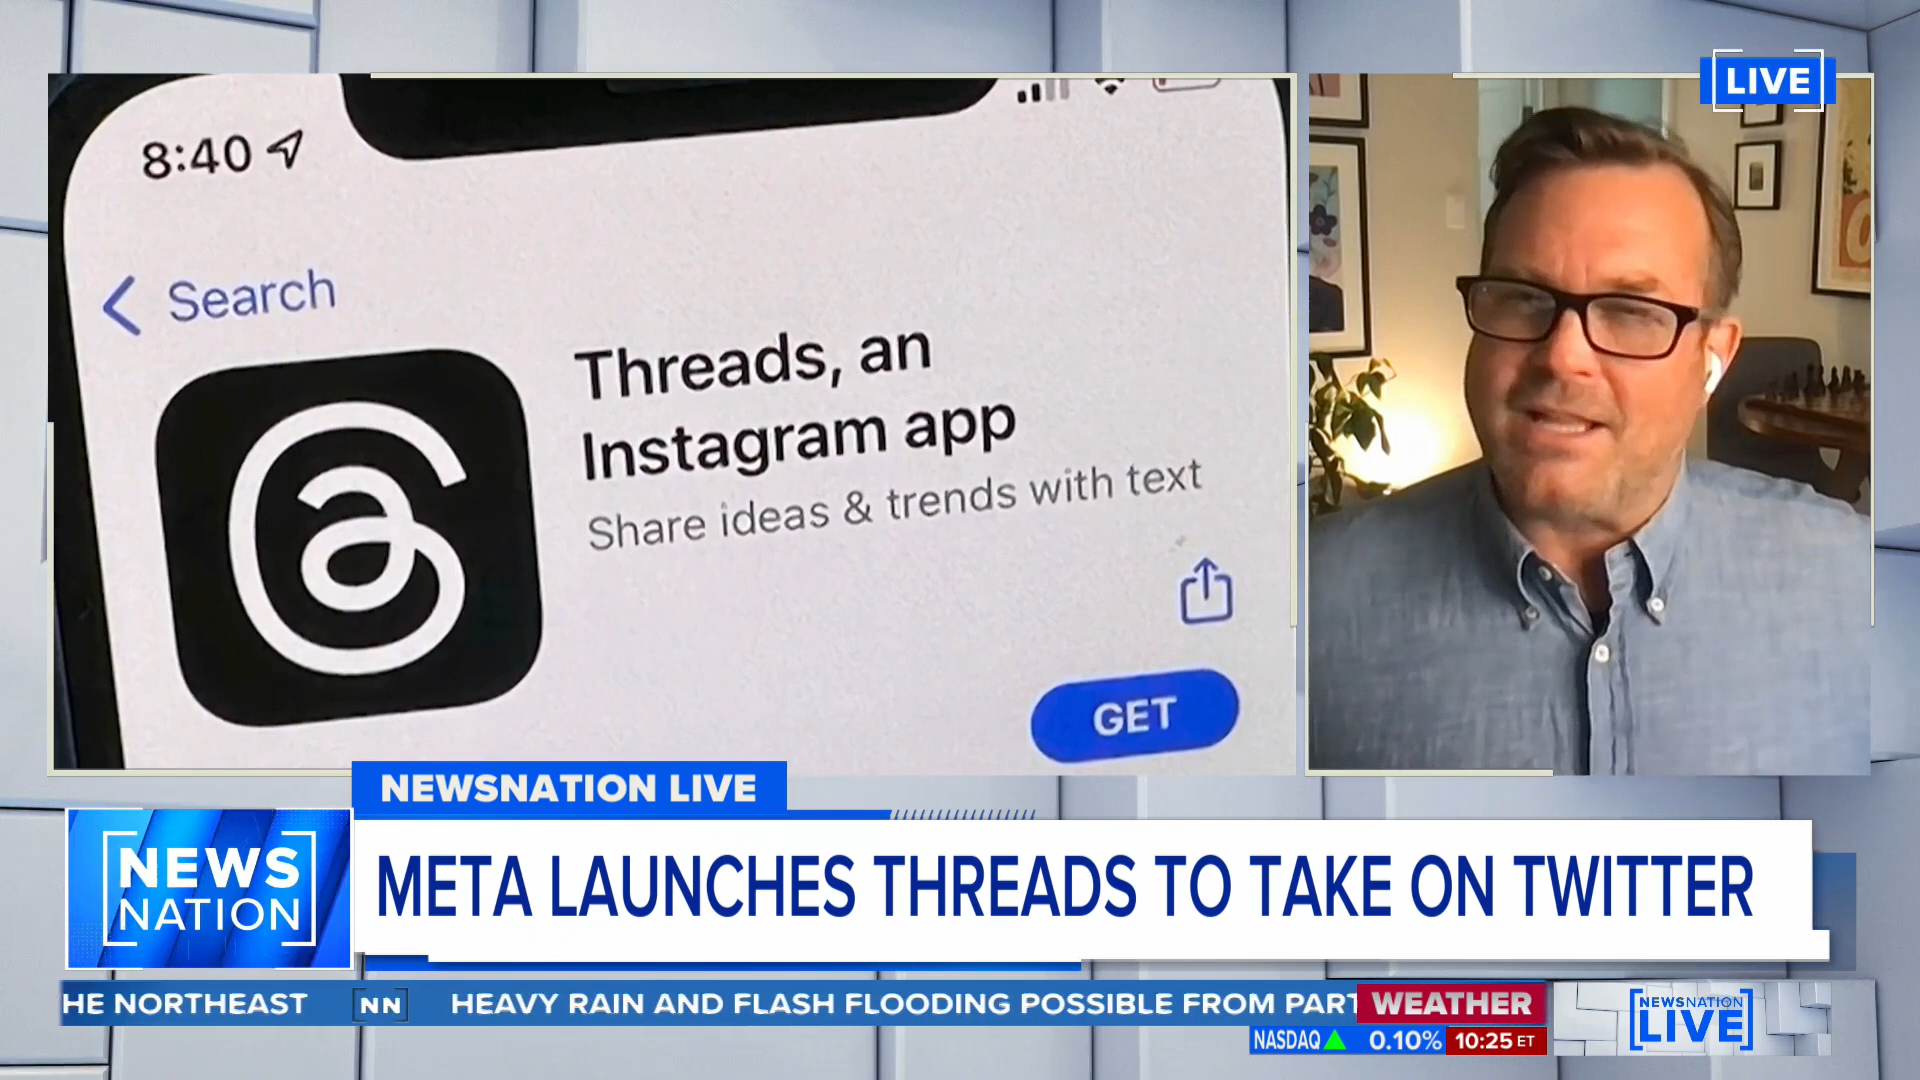 LIVE
8:40
Search
Threads, an
Instagram app
Share ideas & trends with text
GET
NEWSNATION LIVE
NEWS
NATION
META LAUNCHES THREADS TO TAKE ON TWITTER
HE NORTHEAST NN HEAVY RAIN AND FLASH FLOODING POSSIBLE FROM PART
WEATHER
NASDAQ 0.10% 10:25 ET
NEWSNATION
LIVE